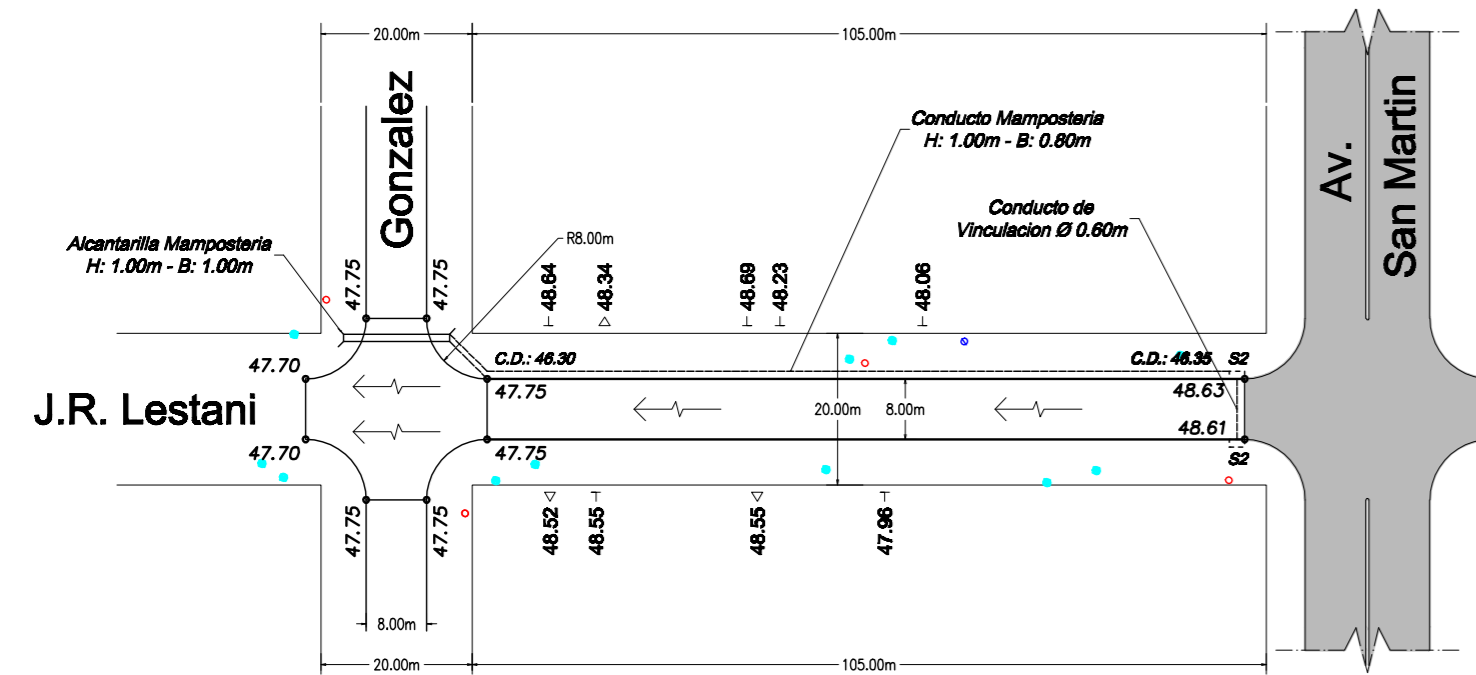 20.00m
105.00m
Gonzalez
Av.
San Martin
Conducto Mamposteria
H: 1.00m - B: 0.80m
Conducto de
Vinculacion Ø 0.60m
Alcantarilla Mamposteria
H: 1.00m - B: 1.00m
R8.00m
47.75
47.75
48.64
48.34
48.69
48.23
48.06
47.70
C.D.: 46.30
C.D.: 46.35
S2
47.75
48.63
J.R. Lestani
20.00m
8.00m
48.61
47.70
47.75
S2
47.75
47.75
48.52
48.55
48.55
47.96
8.00m
20.00m
105.00m